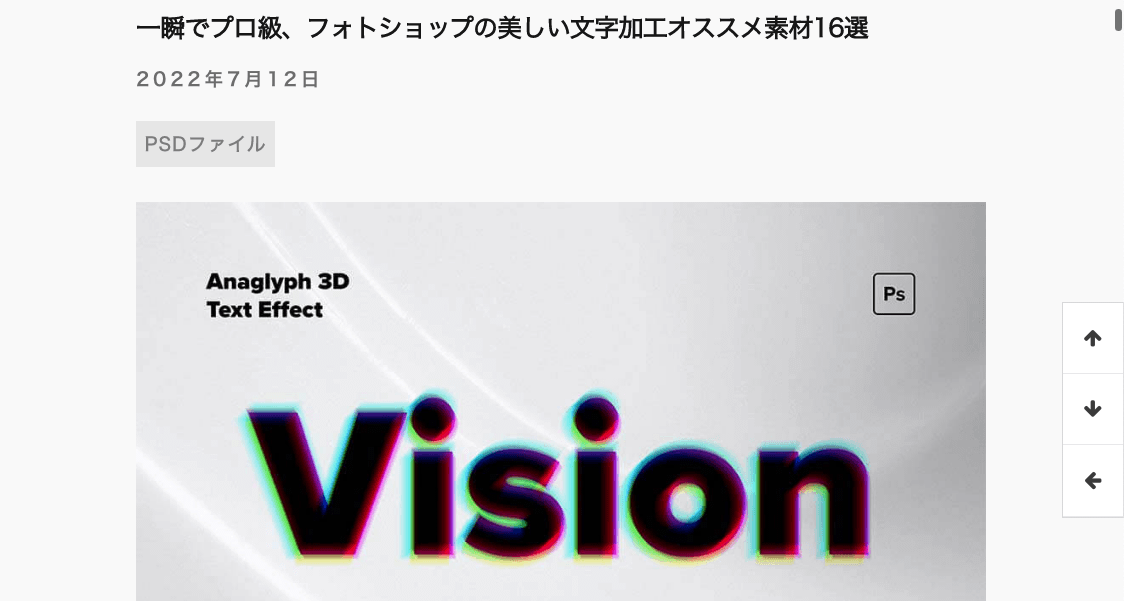 一瞬でプロ級、フォトショップの美しい文字加工オススメ素材16選
2022年7月12日
PSDファイル
Anaglyph 3D
Text Effect
Ps
Vision